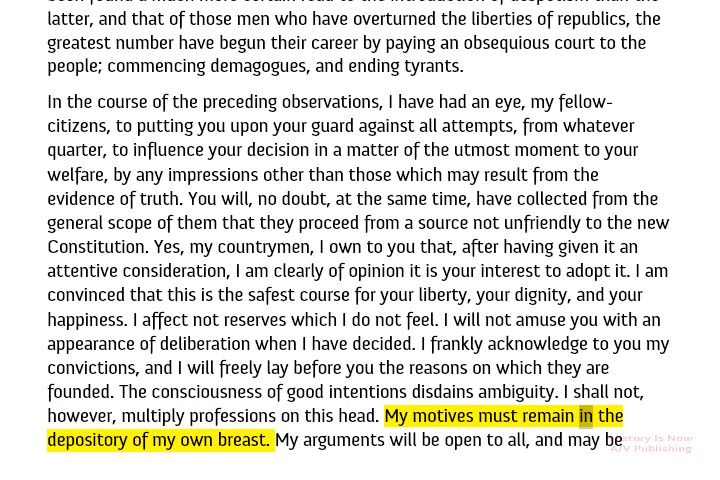 latter, and that of those men who have overturned the liberties of republics, the
greatest number have begun their career by paying an obsequious court to the
people; commencing demagogues, and ending tyrants.
In the course of the preceding observations, I have had an eye, my fellow-
citizens, to putting you upon your guard against all attempts, from whatever
quarter, to influence your decision in a matter of the utmost moment to your
welfare, by any impressions other than those which may result from the
evidence of truth. You will, no doubt, at the same time, have collected from the
general scope of them that they proceed from a source not unfriendly to the new
Constitution. Yes, my countrymen, I own to you that, after having given it an
attentive consideration, I am clearly of opinion it is your interest to adopt it. I am
convinced that this is the safest course for your liberty, your dignity, and your
happiness. I affect not reserves which I do not feel. I will not amuse you with an
appearance of deliberation when I have decided. I frankly acknowledge to you my
convictions, and I will freely lay before you the reasons on which they are
founded. The consciousness of good intentions disdains ambiguity. I shall not,
however, multiply professions on this head. My motives must remain in the
depository of my own breast. My arguments will be open to all, and may be
History Is Now
A/V Publishing